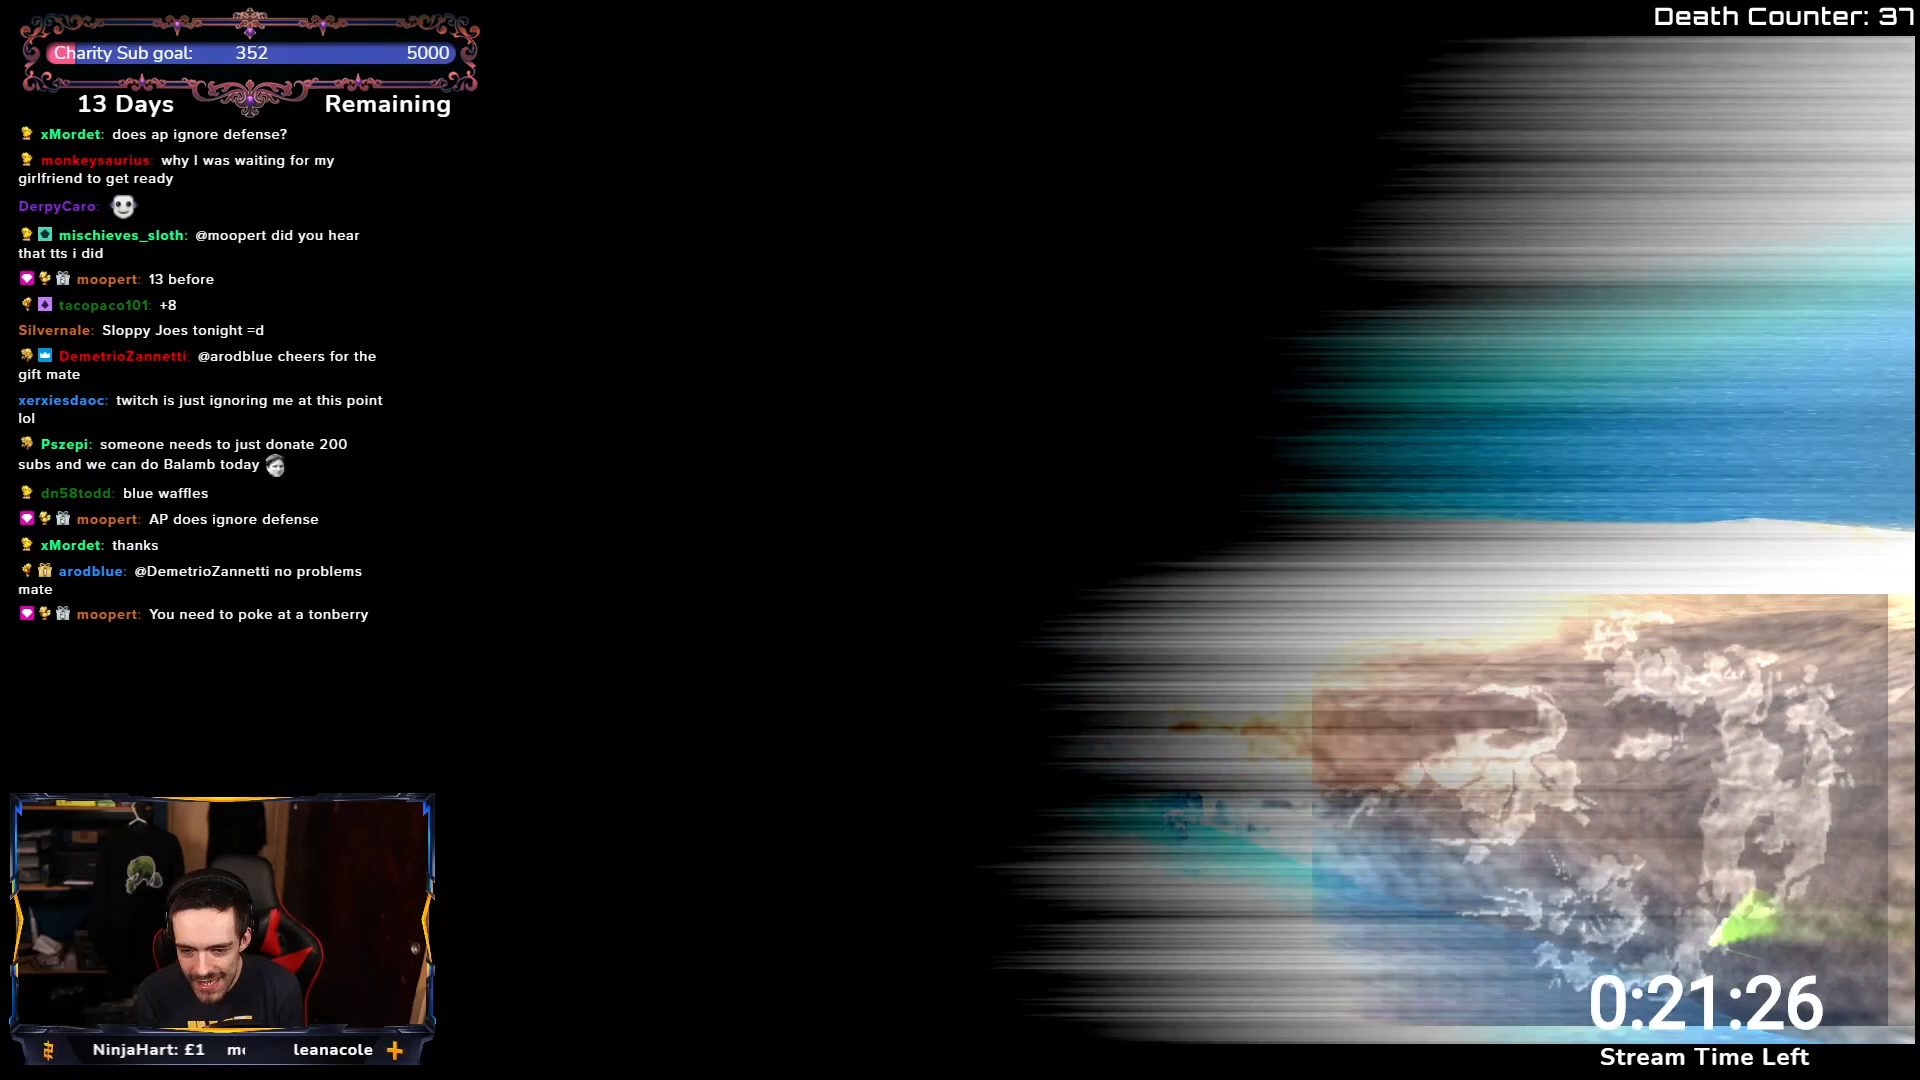 Death Counter: 37
Charity Sub goal: 352 5000
13 Days Remaining
xMordet: does ap ignore defense?
monkeysaurius: why I was waiting for my
girlfriend to get ready
DerpyCaro:
mischieves_sloth: @moopert did you hear
that tts i did
moopert: 13 before
tacopaco101: +8
Silvernale: Sloppy Joes tonight =d
DemetrioZannetti: @arodblue cheers for the
gift mate
xerxiesdaoc: twitch is just ignoring me at this point
lol
Pszepi: someone needs to just donate 200
subs and we can do Balamb today
dn58todd: blue waffles
moopert: AP does ignore defense
xMordet: thanks
arodblue: @DemetrioZannetti no problems
mate
moopert: You need to poke at a tonberry
NinjaHart: £1 leanacole
0:21:26
Stream Time Left